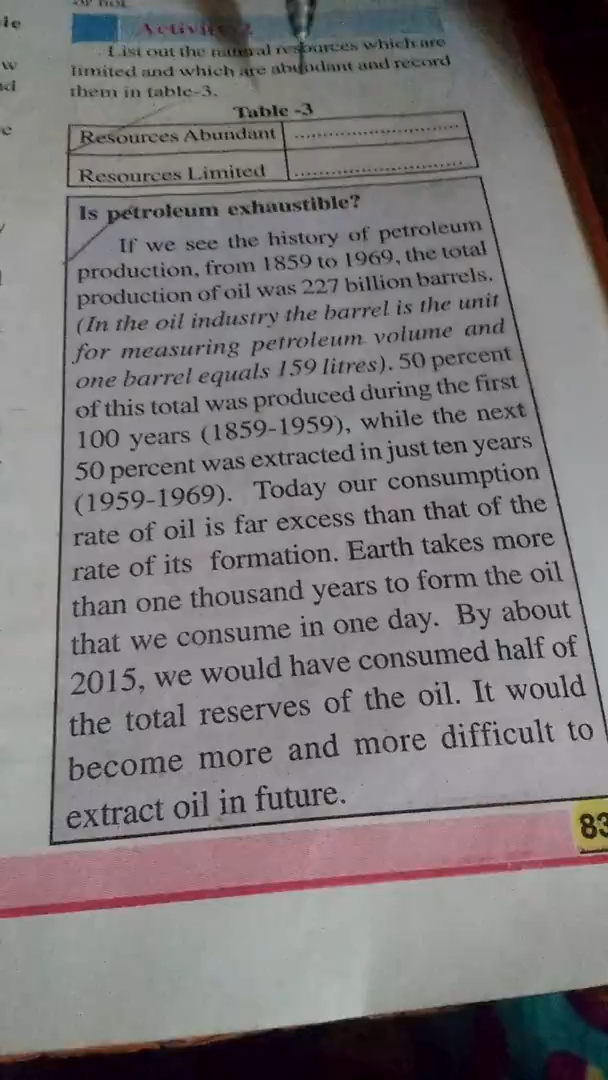 Activity-2
List out the natural resources which are
limited and which are abundant and record
them in table-3.
Table -3
Resources Abundant ..............................
Resources Limited ..............................
Is petroleum exhaustible?
If we see the history of petroleum
production, from 1859 to 1969, the total
production of oil was 227 billion barrels.
(In the oil industry the barrel is the unit
for measuring petroleum volume and
one barrel equals 159 litres). 50 percent
of this total was produced during the first
100 years (1859-1959), while the next
50 percent was extracted in just ten years
(1959-1969). Today our consumption
rate of oil is far excess than that of the
rate of its formation. Earth takes more
than one thousand years to form the oil
that we consume in one day. By about
2015, we would have consumed half of
the total reserves of the oil. It would
become more and more difficult to
extract oil in future.
83